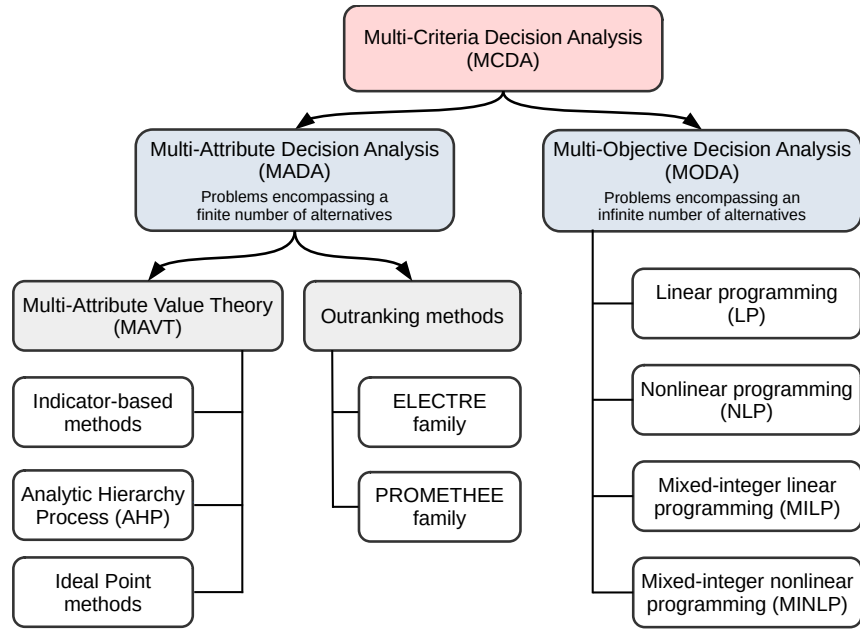 Multi-Criteria Decision Analysis
(MCDA)
Multi-Attribute Decision Analysis
(MADA)
Problems encompassing a
finite number of alternatives
Multi-Objective Decision Analysis
(MODA)
Problems encompassing an
infinite number of alternatives
Multi-Attribute Value Theory
(MAVT)
Indicator-based
methods
Analytic Hierarchy
Process (AHP)
Ideal Point
methods
Outranking methods
ELECTRE
family
PROMETHEE
family
Linear programming
(LP)
Nonlinear programming
(NLP)
Mixed-integer linear
programming (MILP)
Mixed-integer nonlinear
programming (MINLP)